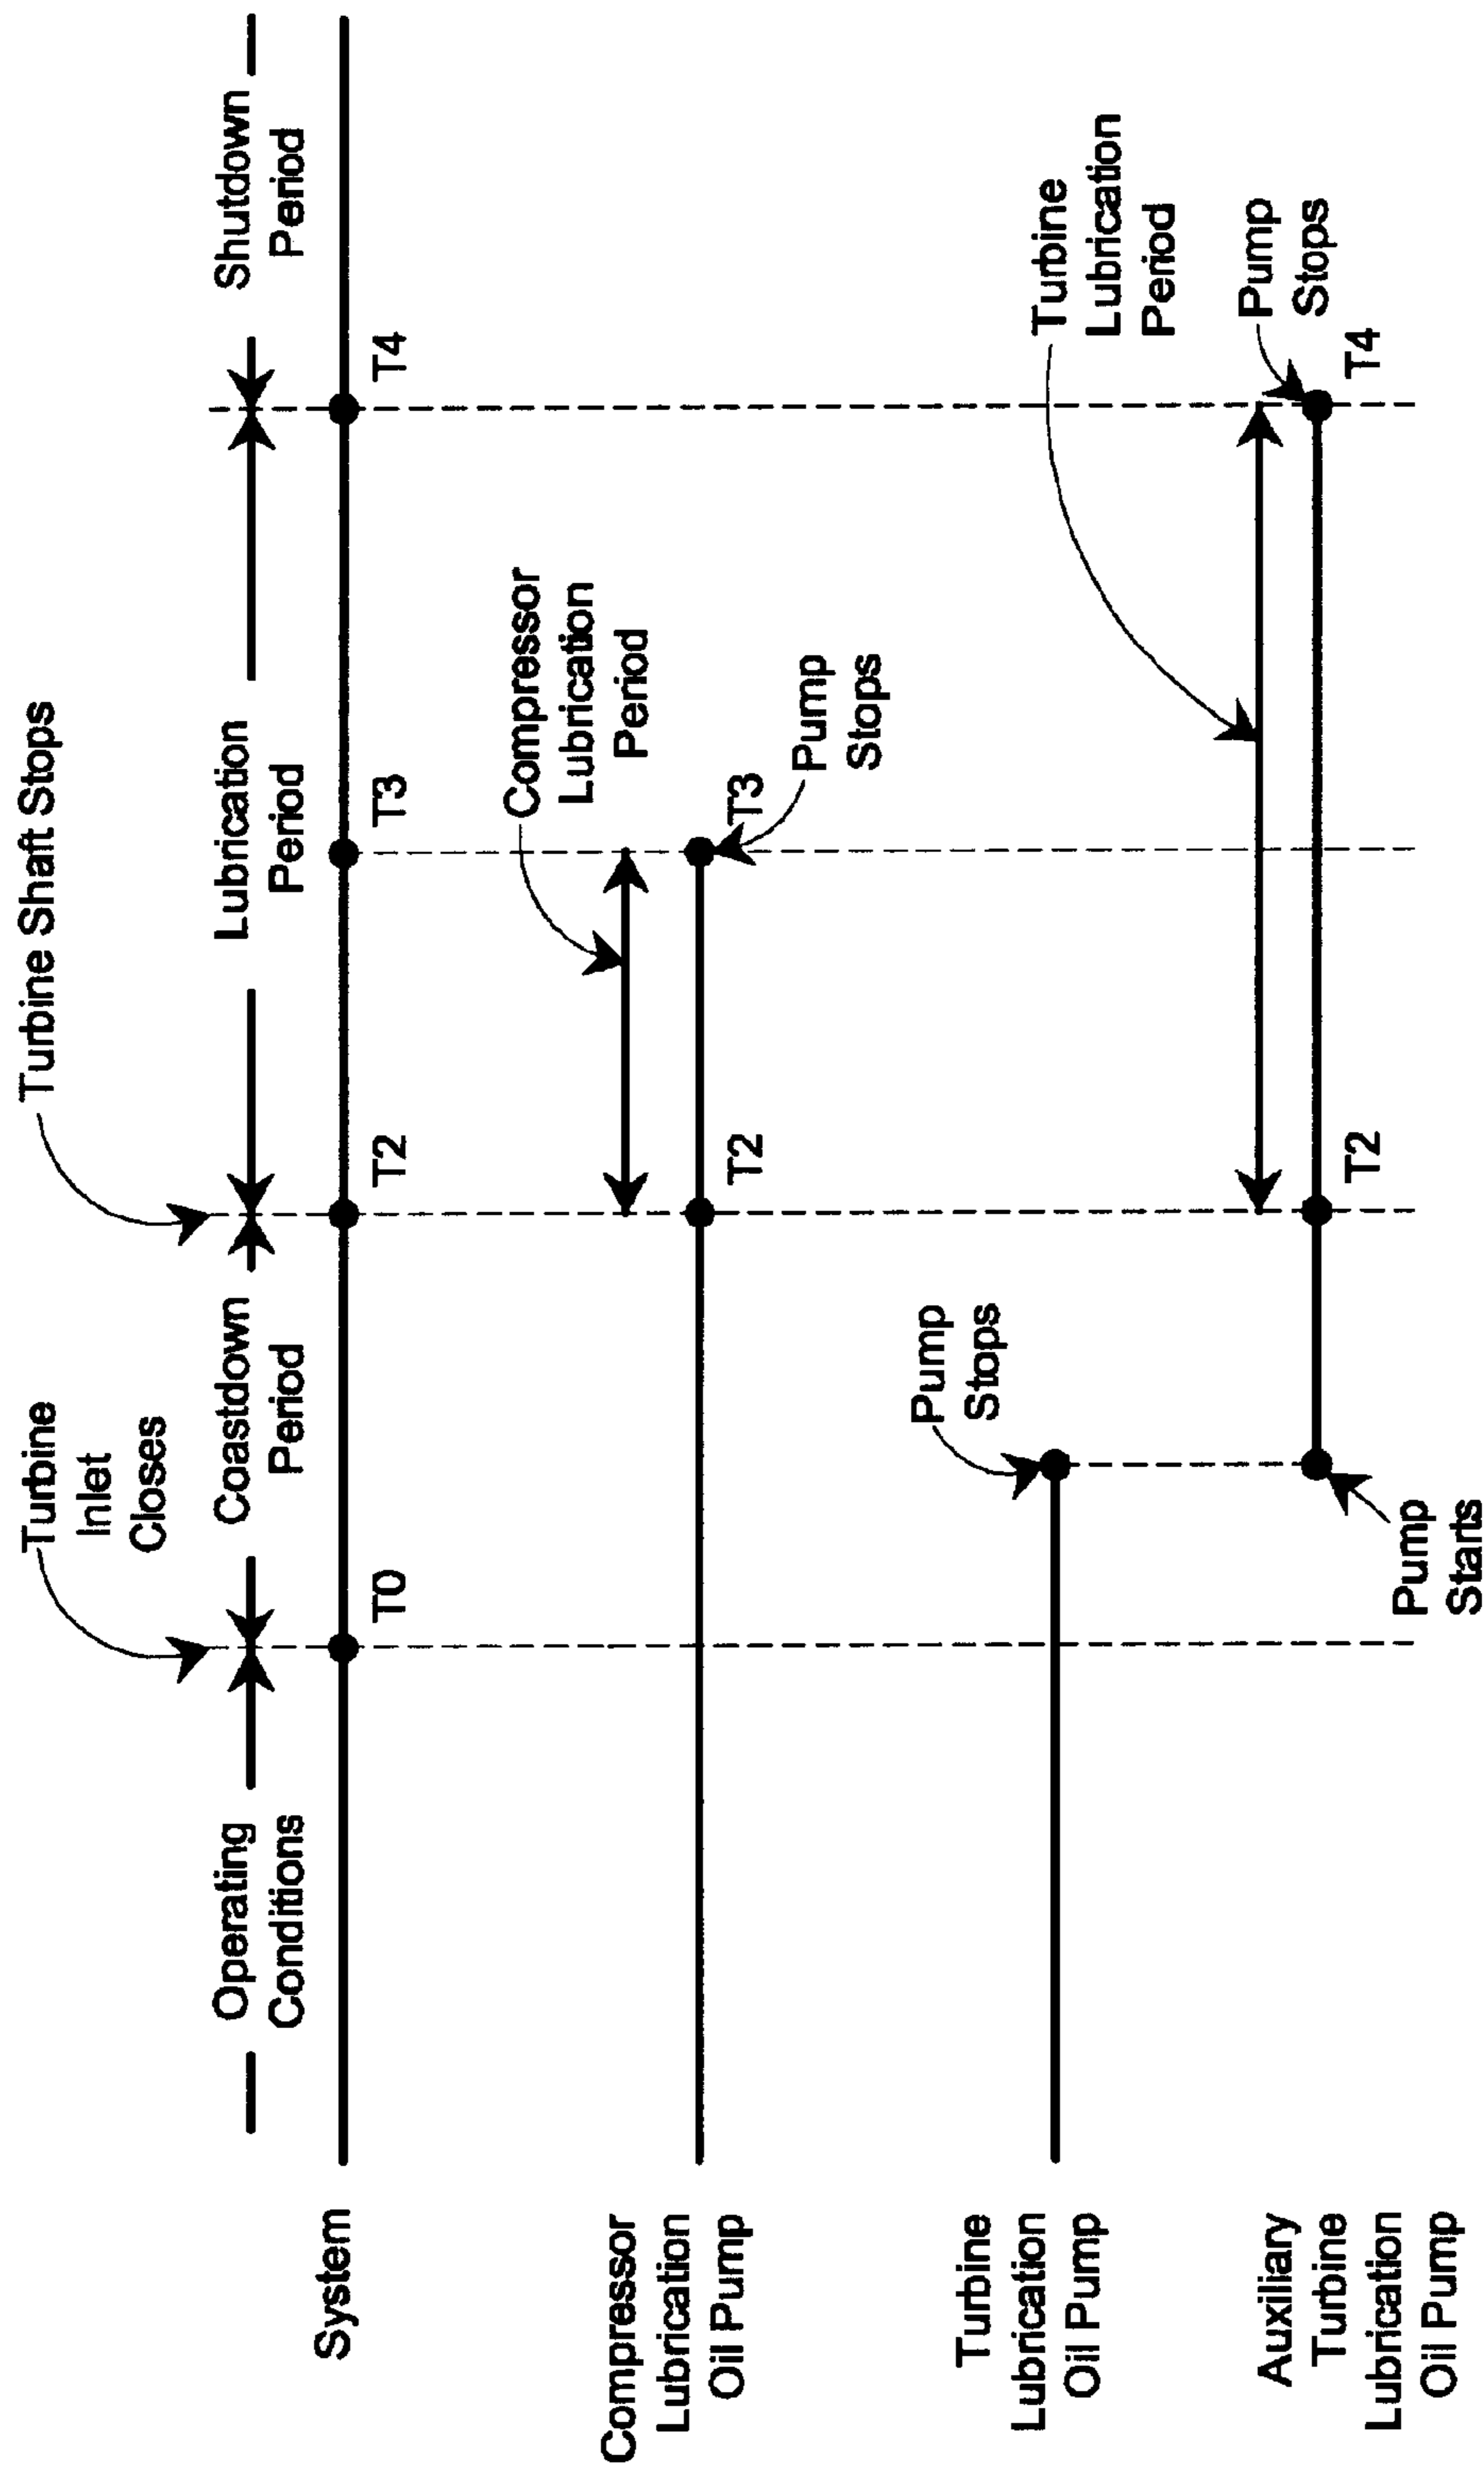 Turbine
Inlet
Closes
Turbine Shaft Stops
Operating
Conditions
Coastdown
Period
Lubrication
Period
Shutdown
Period
System
T0
T2
T3
T4
Compressor
Lubrication
Period
Compressor
Lubrication
Oil Pump
T2
T3
Pump
Stops
Turbine
Lubrication
Oil Pump
Pump
Stops
Turbine
Lubrication
Period
Auxiliary
Turbine
Lubrication
Oil Pump
Pump
Starts
T2
T4
Pump
Stops